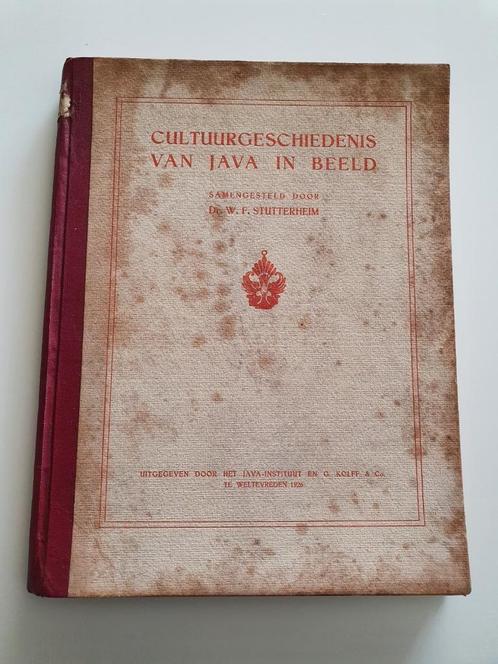 CULTUURGESCHIEDENIS
VAN JAVA IN BEELD
SAMENGESTELD DOOR
Dr. W. F. STUTTERHEIM
UITGEGEVEN DOOR HET JAVA-INSTITUUT EN G. KOLFF & Co.
TE WELTEVREDEN 1926